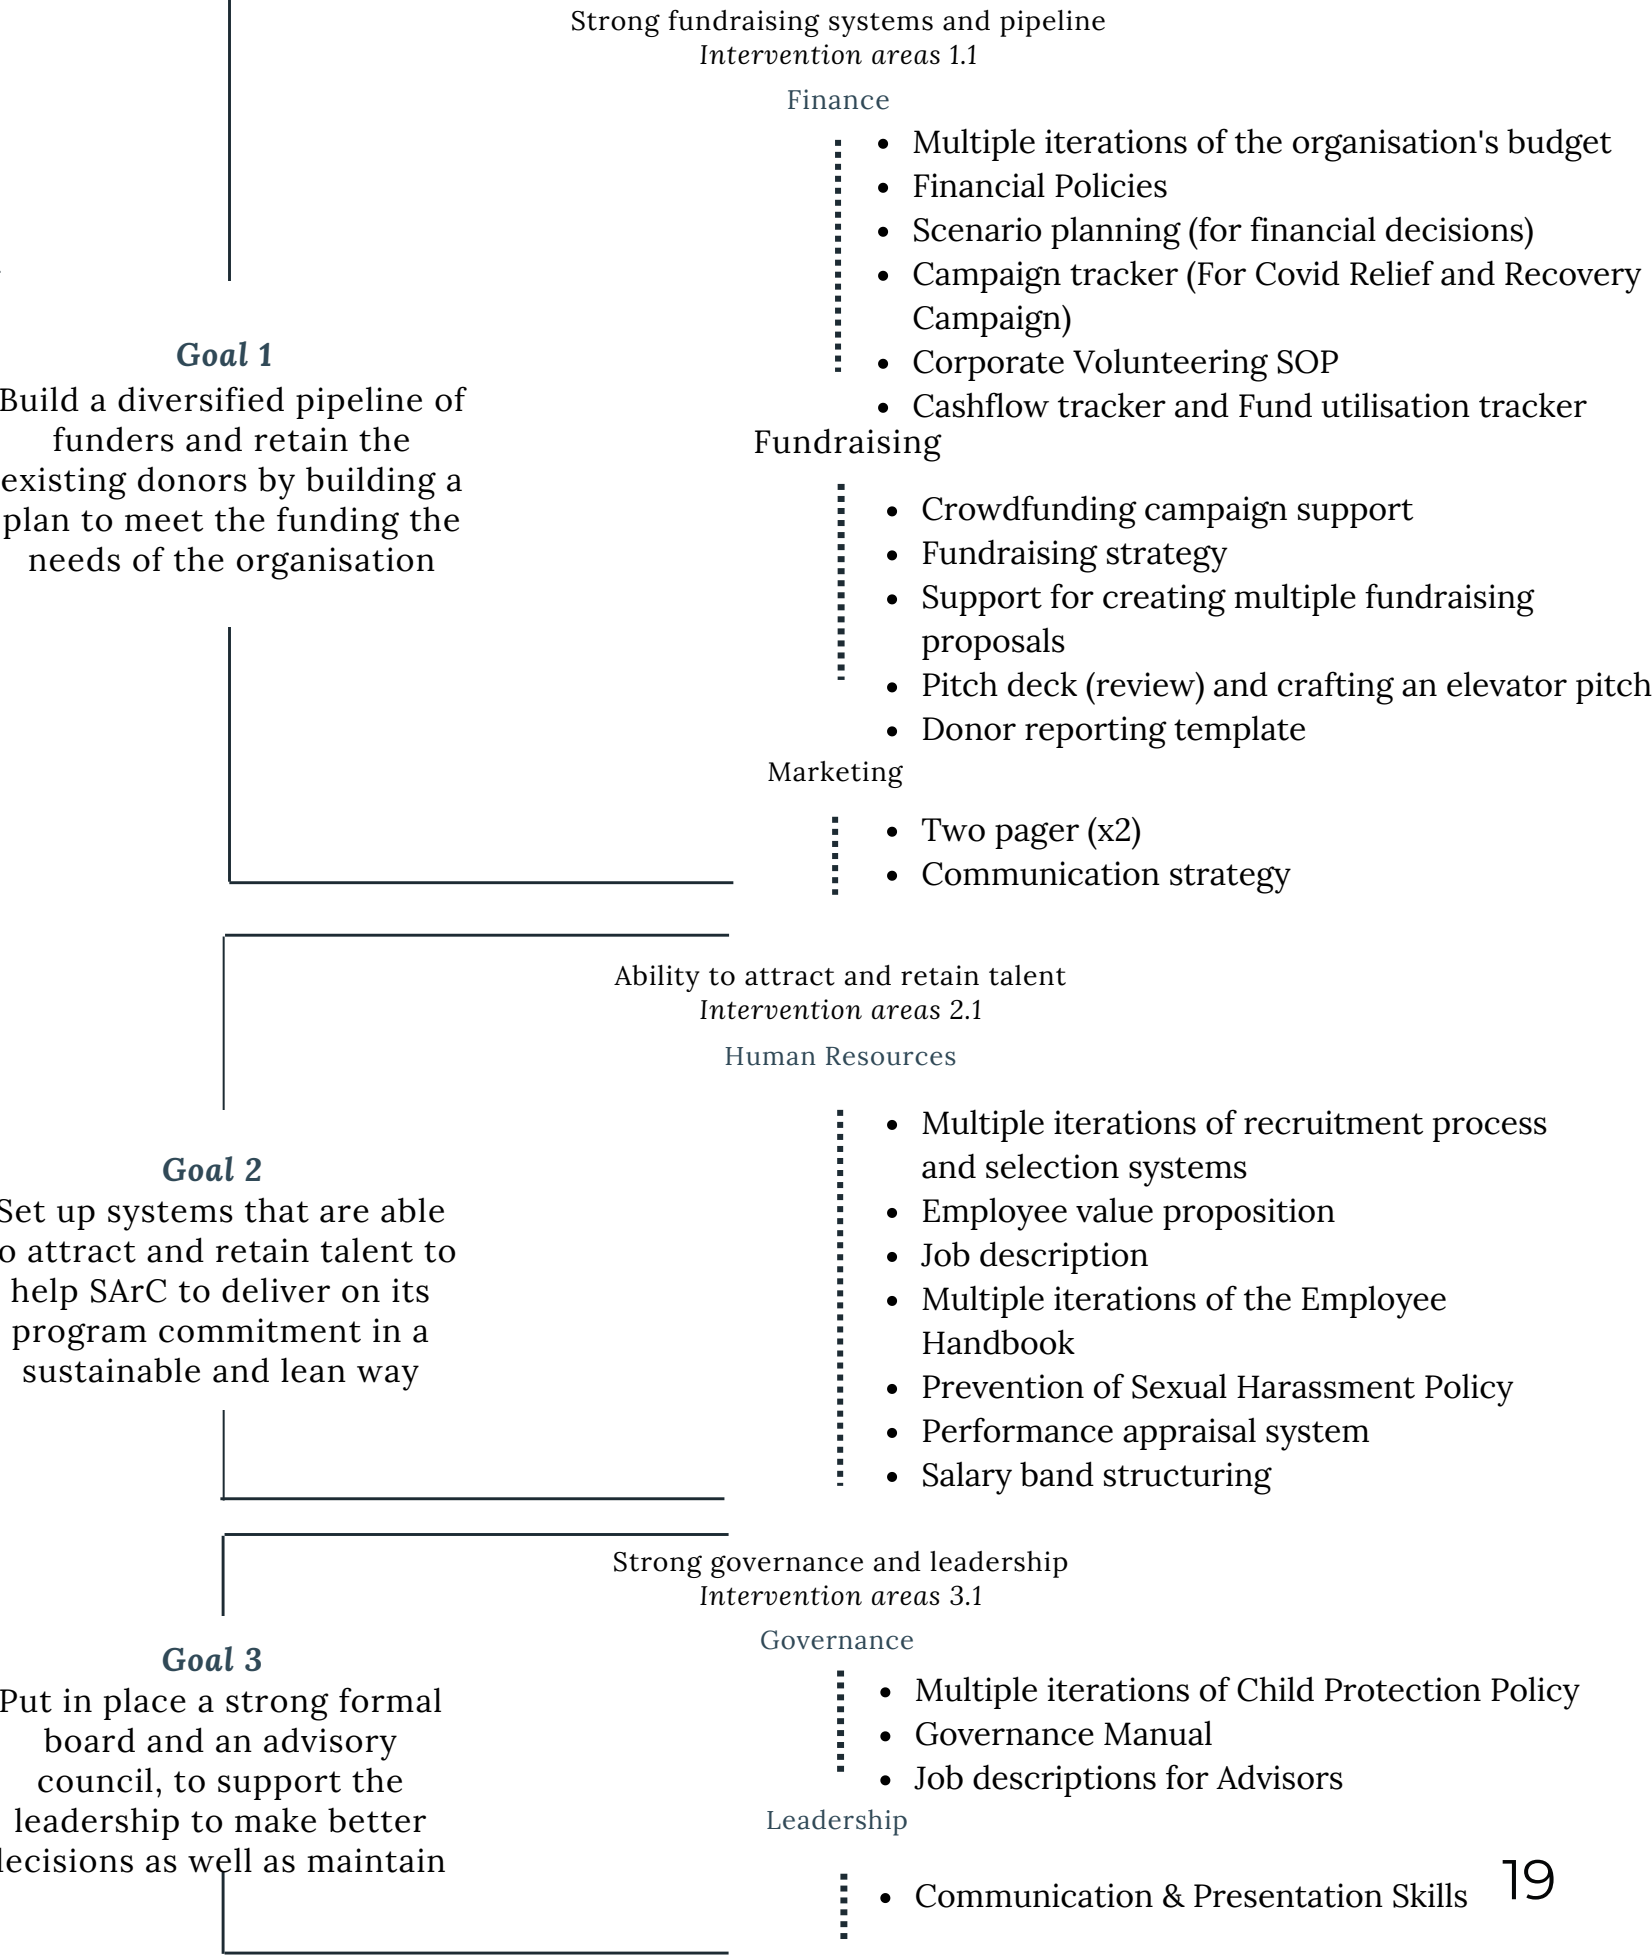 Strong fundraising systems and pipeline
Intervention areas 1.1
Finance
• Multiple iterations of the organisation's budget
• Financial Policies
• Scenario planning (for financial decisions)
• Campaign tracker (For Covid Relief and Recovery
Campaign)
• Corporate Volunteering SOP
• Cashflow tracker and Fund utilisation tracker
Goal 1
Build a diversified pipeline of
funders and retain the
existing donors by building a
plan to meet the funding the
needs of the organisation
Fundraising
• Crowdfunding campaign support
• Fundraising strategy
• Support for creating multiple fundraising
proposals
• Pitch deck (review) and crafting an elevator pitch
• Donor reporting template
Marketing
• Two pager (x2)
• Communication strategy
Ability to attract and retain talent
Intervention areas 2.1
Human Resources
• Multiple iterations of recruitment process
and selection systems
• Employee value proposition
• Job description
• Multiple iterations of the Employee
Handbook
• Prevention of Sexual Harassment Policy
• Performance appraisal system
• Salary band structuring
Goal 2
Set up systems that are able
o attract and retain talent to
help SArC to deliver on its
program commitment in a
sustainable and lean way
Strong governance and leadership
Intervention areas 3.1
Governance
• Multiple iterations of Child Protection Policy
• Governance Manual
• Job descriptions for Advisors
Leadership
• Communication & Presentation Skills
Goal 3
Put in place a strong formal
board and an advisory
council, to support the
leadership to make better
decisions as well as maintain
19